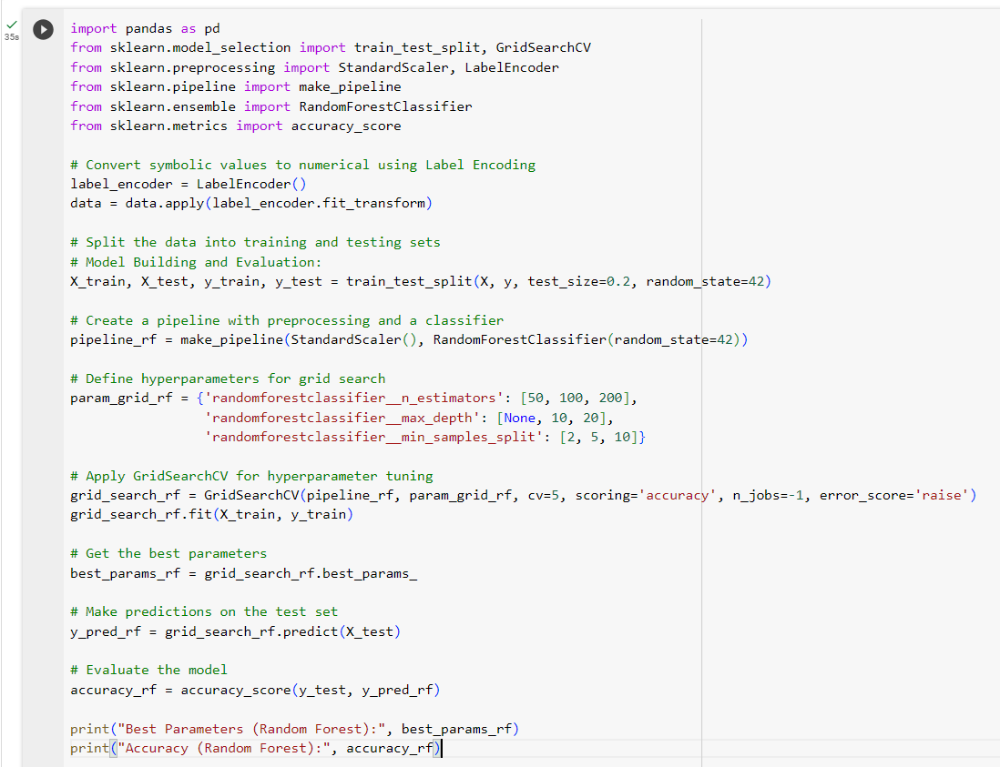 35s
import pandas as pd
from sklearn.model_selection import train_test_split, GridSearchCV
from sklearn.preprocessing import StandardScaler, LabelEncoder
from sklearn.pipeline import make_pipeline
from sklearn.ensemble import RandomForestClassifier
from sklearn.metrics import accuracy_score

# Convert symbolic values to numerical using Label Encoding
label_encoder = LabelEncoder()
data = data.apply(label_encoder.fit_transform)

# Split the data into training and testing sets
# Model Building and Evaluation:
X_train, X_test, y_train, y_test = train_test_split(X, y, test_size=0.2, random_state=42)

# Create a pipeline with preprocessing and a classifier
pipeline_rf = make_pipeline(StandardScaler(), RandomForestClassifier(random_state=42))

# Define hyperparameters for grid search
param_grid_rf = {'randomforestclassifier__n_estimators': [50, 100, 200],
                 'randomforestclassifier__max_depth': [None, 10, 20],
                 'randomforestclassifier__min_samples_split': [2, 5, 10]}

# Apply GridSearchCV for hyperparameter tuning
grid_search_rf = GridSearchCV(pipeline_rf, param_grid_rf, cv=5, scoring='accuracy', n_jobs=-1, error_score='raise')
grid_search_rf.fit(X_train, y_train)

# Get the best parameters
best_params_rf = grid_search_rf.best_params_

# Make predictions on the test set
y_pred_rf = grid_search_rf.predict(X_test)

# Evaluate the model
accuracy_rf = accuracy_score(y_test, y_pred_rf)

print("Best Parameters (Random Forest):", best_params_rf)
print("Accuracy (Random Forest):", accuracy_rf)